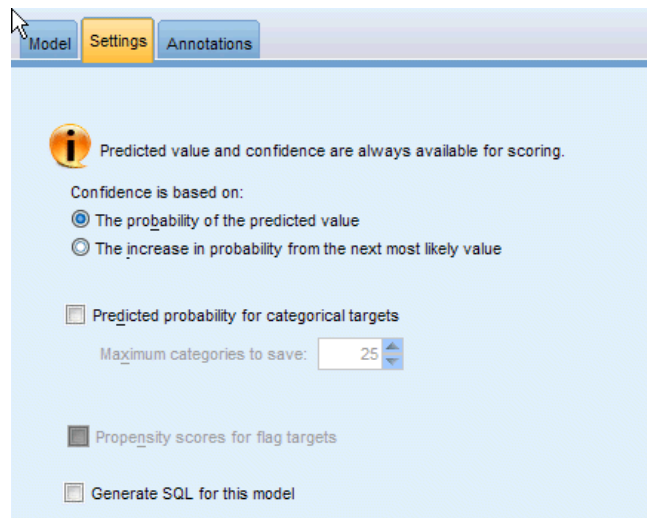 Model Settings Annotations
Predicted value and confidence are always available for scoring.
Confidence is based on:
The probability of the predicted value
The increase in probability from the next most likely value
Predicted probability for categorical targets
Maximum categories to save: 25
Propensity scores for flag targets
Generate SQL for this model